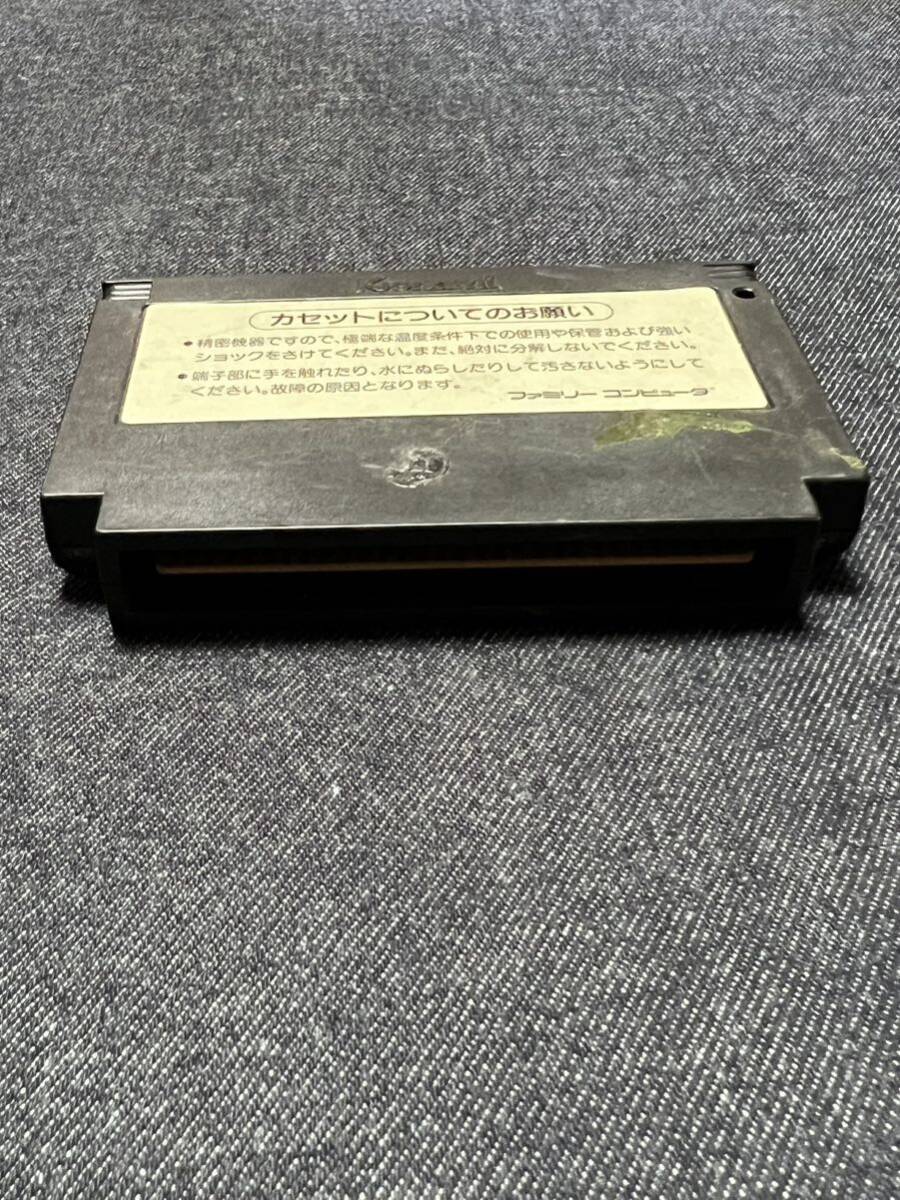 Konami
カセットについてのお願い
●精密機器ですので、極端な温度条件下での使用や保管および強い
ショックをさけてください。また、絶対に分解しないでください。
●端子部に手を触れたり、水にぬらしたりして汚さないようにして
ください。故障の原因となります。
ファミリーコンピュータ